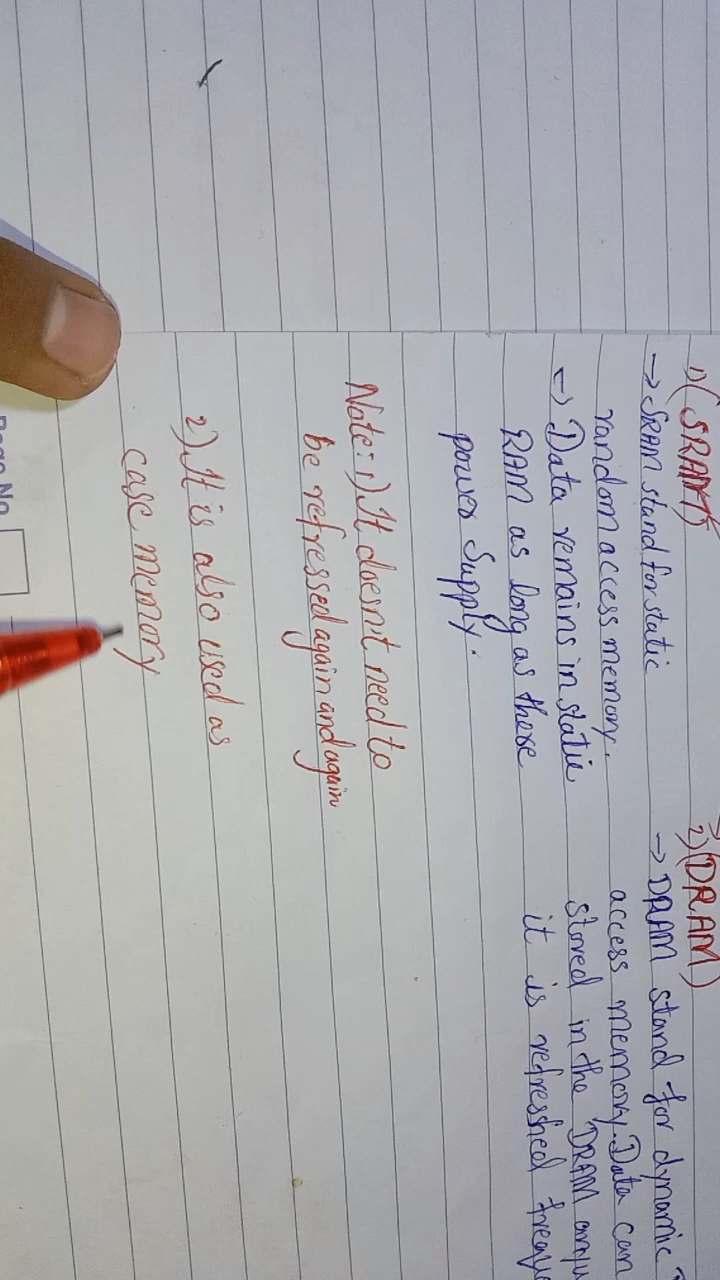 1) (SRAM)
→ SRAM stand for static
random access memory.
→ Data remains in static
RAM as long as there
power Supply.
Note: 1) It doesn't need to
be refressed again and again
2) It is also used as
case memory
2) (DRAM)
→ DRAM stand for dynamic
access memory. Data can
stored in the DRAM
it is refreshed
Page No